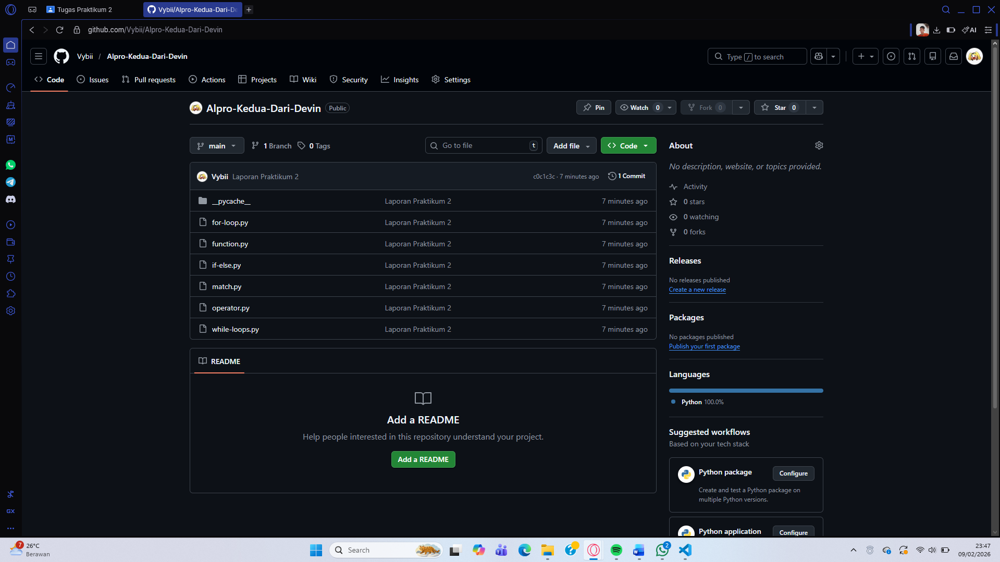 Tugas Praktikum 2
Vybii/Alpro-Kedua-Dari-De
github.com/Vybii/Alpro-Kedua-Dari-Devin
AI
Vybii / Alpro-Kedua-Dari-Devin
Type / to search
Code
Issues
Pull requests
Actions
Projects
Wiki
Security
Insights
Settings
Alpro-Kedua-Dari-Devin
Public
Pin
Watch 0
Fork 0
Star 0
main
1 Branch
0 Tags
Go to file
t
Add file
Code
Vybii Laporan Praktikum 2
c0c1c3c · 7 minutes ago
1 Commit
__pycache__ Laporan Praktikum 2 7 minutes ago
for-loop.py Laporan Praktikum 2 7 minutes ago
function.py Laporan Praktikum 2 7 minutes ago
if-else.py Laporan Praktikum 2 7 minutes ago
match.py Laporan Praktikum 2 7 minutes ago
operator.py Laporan Praktikum 2 7 minutes ago
while-loops.py Laporan Praktikum 2 7 minutes ago
README
Add a README
Help people interested in this repository understand your project.
Add a README
About
No description, website, or topics provided.
Activity
0 stars
0 watching
0 forks
Releases
No releases published
Create a new release
Packages
No packages published
Publish your first package
Languages
Python 100.0%
Suggested workflows
Based on your tech stack
Python package
Configure
Create and test a Python package on
multiple Python versions.
Python application
Configure
GX
M
7
26°C
Berawan
Search
2
23:47
09/02/2026